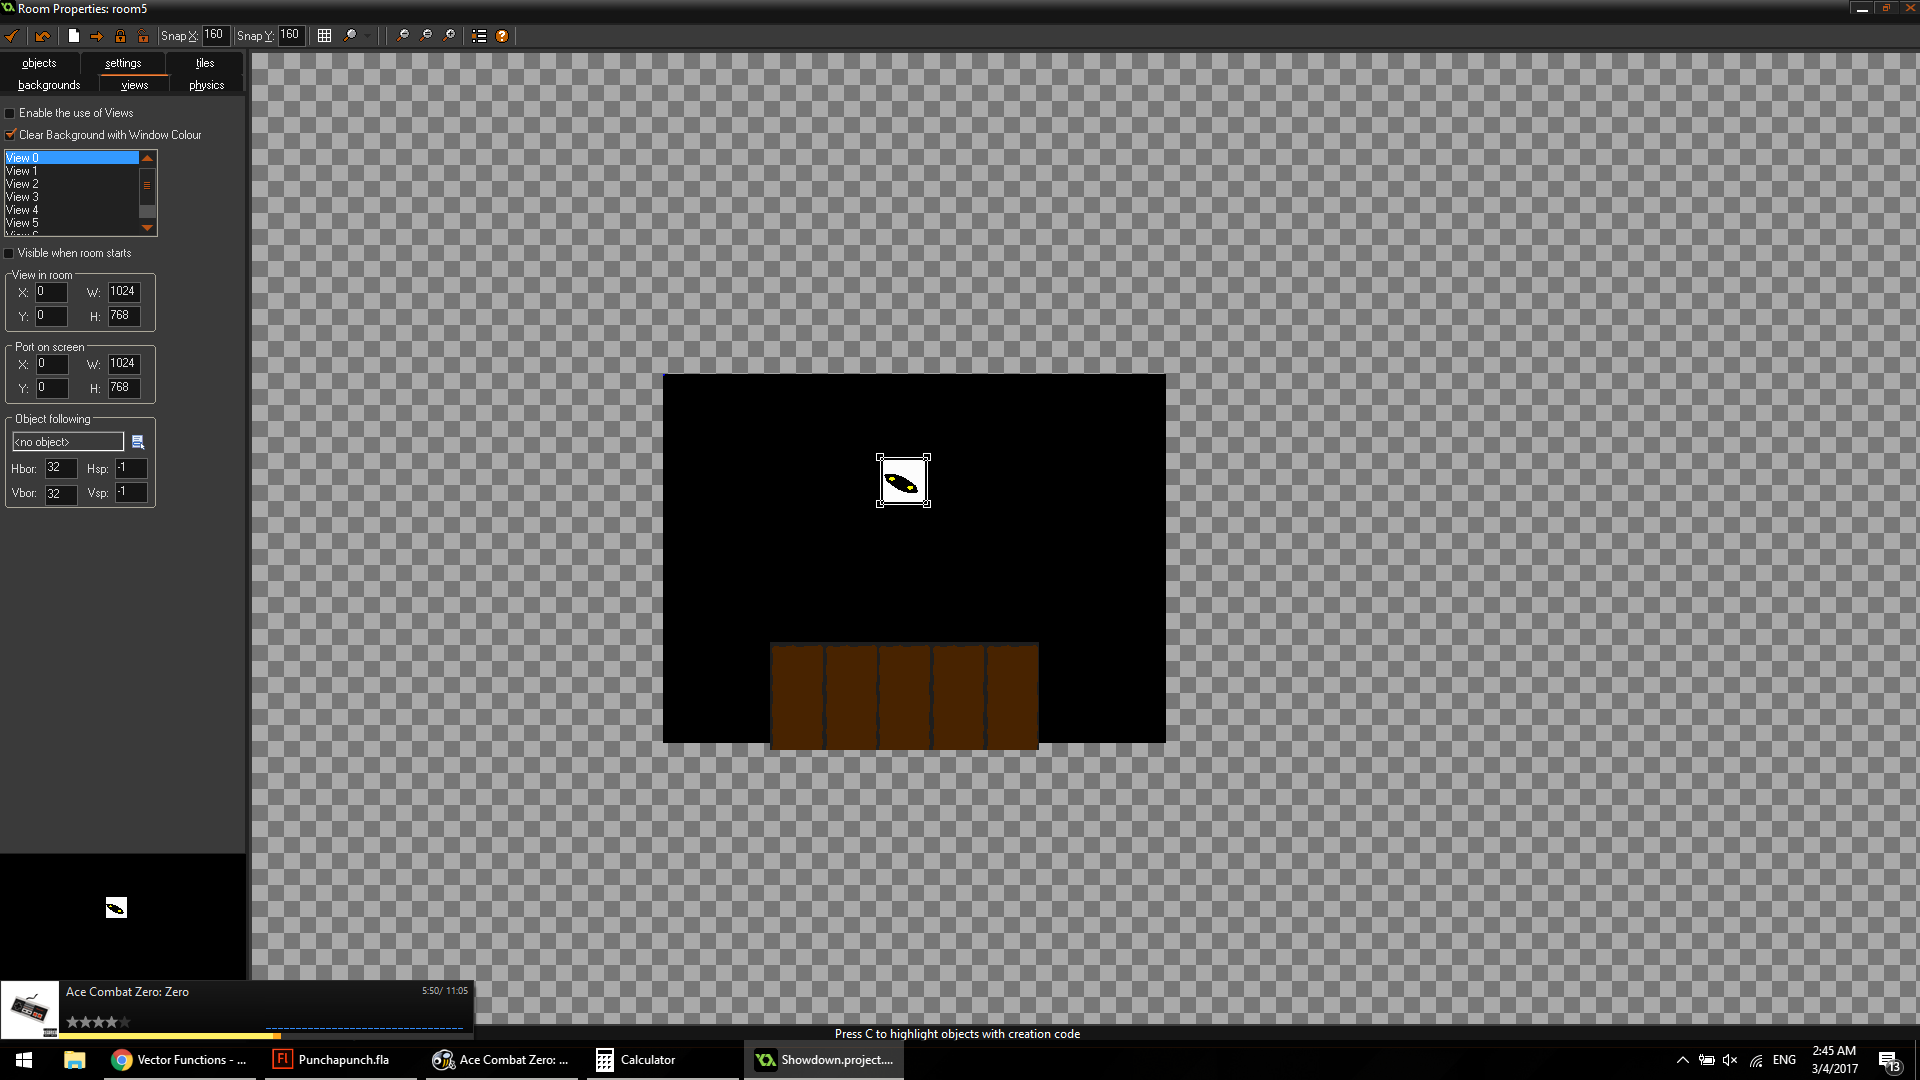 Room Properties: room5
Snap X: 160 Snap Y: 160
objects settings tiles
backgrounds views physics
Enable the use of Views
Clear Background with Window Colour
View 0
View 1
View 2
View 3
View 4
View 5
Visible when room starts
View in room
X: 0 W: 1024
Y: 0 H: 768
Port on screen
X: 0 W: 1024
Y: 0 H: 768
Object following
<no object>
Hbor: 32 Hsp: -1
Vbor: 32 Vsp: -1
Ace Combat Zero: Zero 5:50/ 11:05
Press C to highlight objects with creation code
Vector Functions - ... Fl Punchapunch.fla Ace Combat Zero: ... Calculator Showdown.project.... ENG 2:45 AM
3/4/2017 13